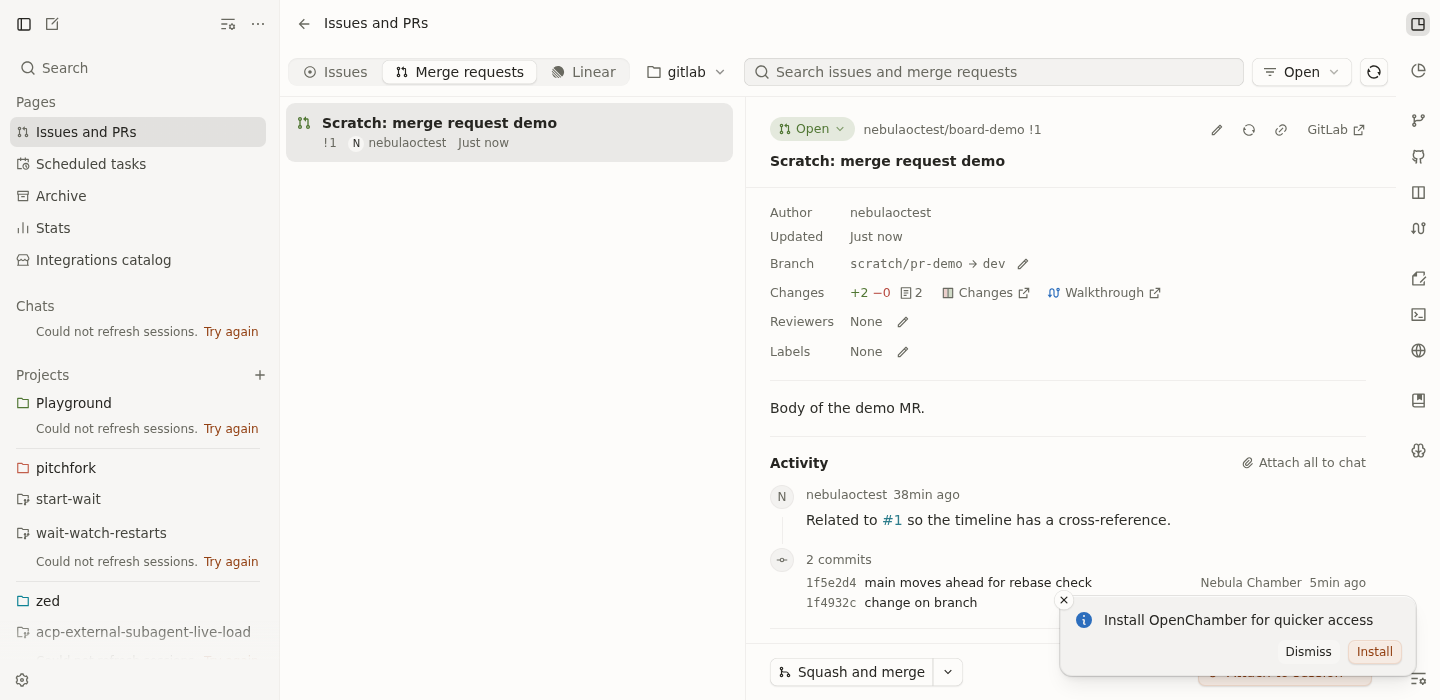 Issues and PRs
Search
Pages
Issues and PRs
Scheduled tasks
Archive
Stats
Integrations catalog
Chats
Could not refresh sessions. Try again
Projects
Playground
Could not refresh sessions. Try again
pitchfork
start-wait
wait-watch-restarts
Could not refresh sessions. Try again
zed
acp-external-subagent-live-load
Issues
Merge requests
Linear
gitlab
Search issues and merge requests
Open
Scratch: merge request demo
!1 N nebulaoctest Just now
Open nebulaoctest/board-demo !1 GitLab
Scratch: merge request demo
Author nebulaoctest
Updated Just now
Branch scratch/pr-demo → dev
Changes +2 −0 2 Changes Walkthrough
Reviewers None
Labels None
Body of the demo MR.
Activity Attach all to chat
N nebulaoctest 38min ago
Related to #1 so the timeline has a cross-reference.
2 commits
1f5e2d4 main moves ahead for rebase check Nebula Chamber 5min ago
1f4932c change on branch
Squash and merge
Install OpenChamber for quicker access
Dismiss Install